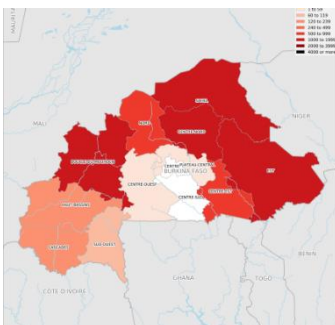 1 to 59
60 to 119
120 to 239
240 to 499
500 to 999
1000 to 1999
2000 to 3999
4000 or more
MALI
NIGER
SAHEL
NORD
CENTRE-NORD
BOUCLE DU MOUHOUN
CENTRE
PLATEAU CENTRAL
EST
BURKINA FASO
CENTRE-OUEST
CENTRE-EST
CENTRE-SUD
HAUTS-BASSINS
CASCADES
SUD-OUEST
BENIN
GHANA
TOGO
CÔTE D'IVOIRE